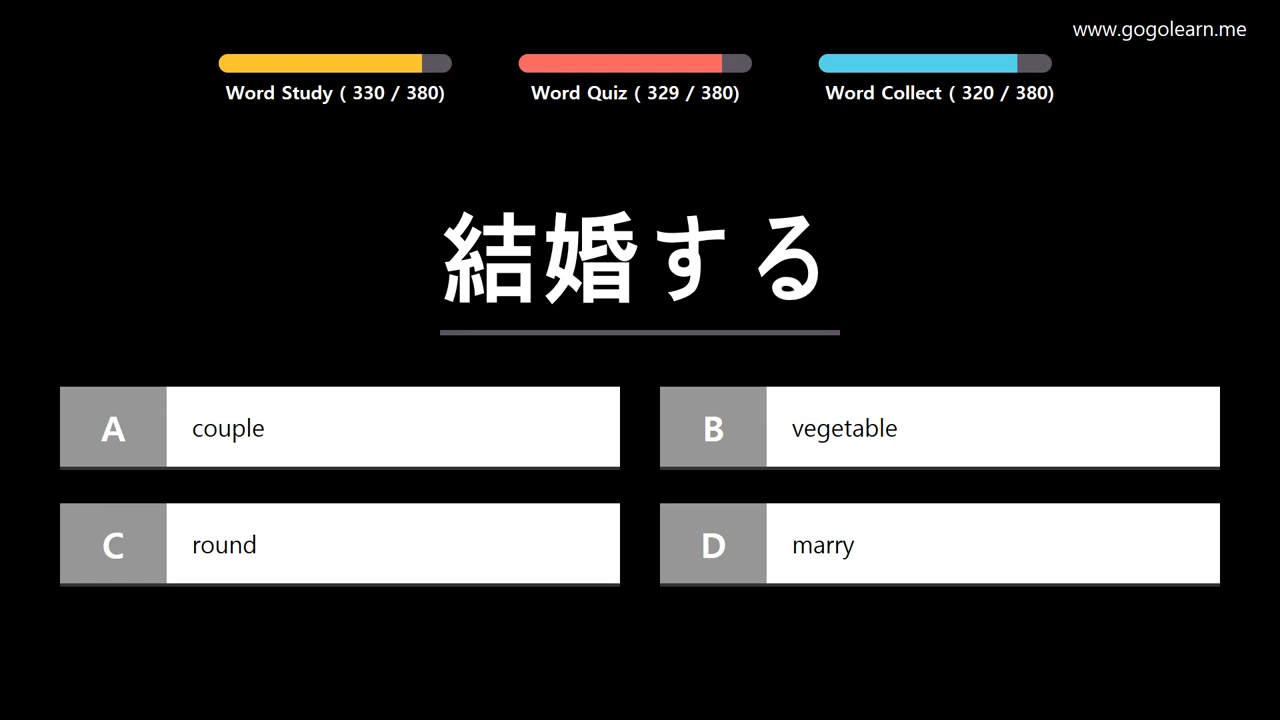 www.gogolearn.me
Word Study ( 330 / 380)
Word Quiz ( 329 / 380)
Word Collect ( 320 / 380)
結婚する
A couple
B vegetable
C round
D marry